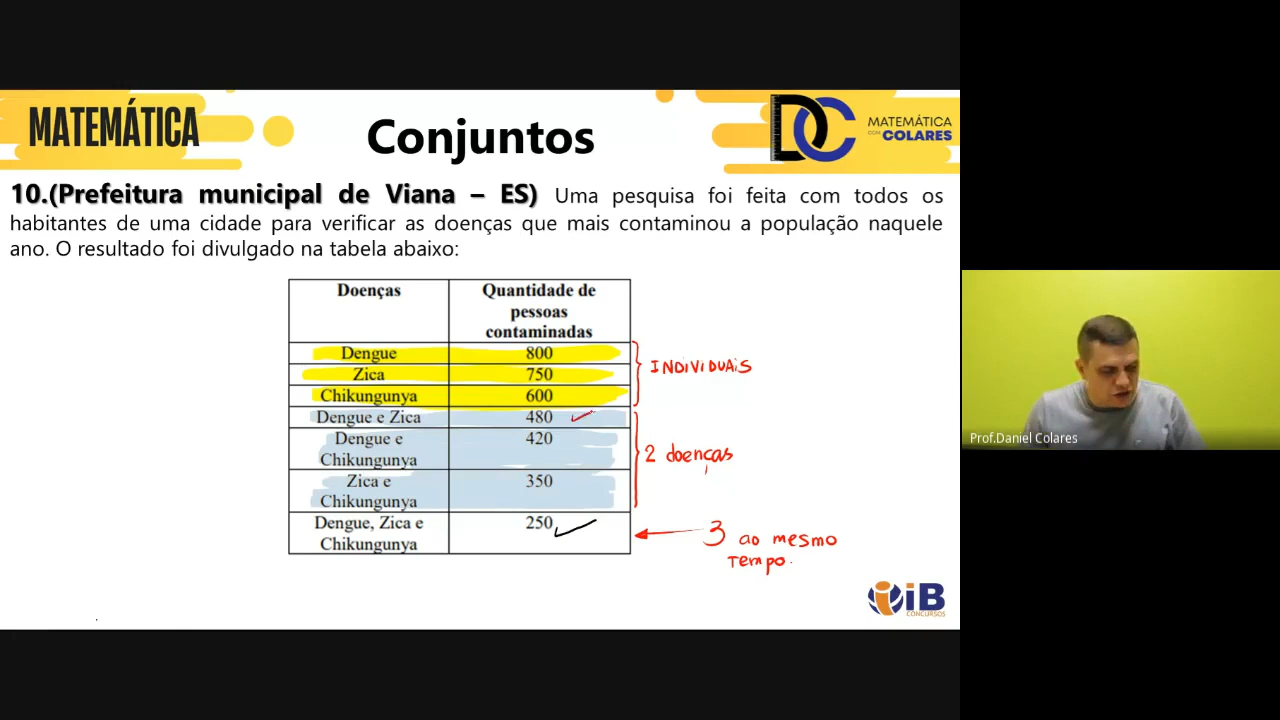 MATEMÁTICA
Conjuntos
DC
MATEMÁTICA
COM COLARES
10.(Prefeitura municipal de Viana – ES) Uma pesquisa foi feita com todos os
habitantes de uma cidade para verificar as doenças que mais contaminou a população naquele
ano. O resultado foi divulgado na tabela abaixo:
Doenças
Quantidade de
pessoas
contaminadas
Dengue 800
Zica 750
Chikungunya 600
INDIVIDUAIS
Dengue e Zica 480
Dengue e 420
Chikungunya
2 doenças
Zica e 350
Chikungunya
Dengue, Zica e 250
Chikungunya
3 ao mesmo
tempo.
Prof.Daniel Colares
iB
CONCURSOS